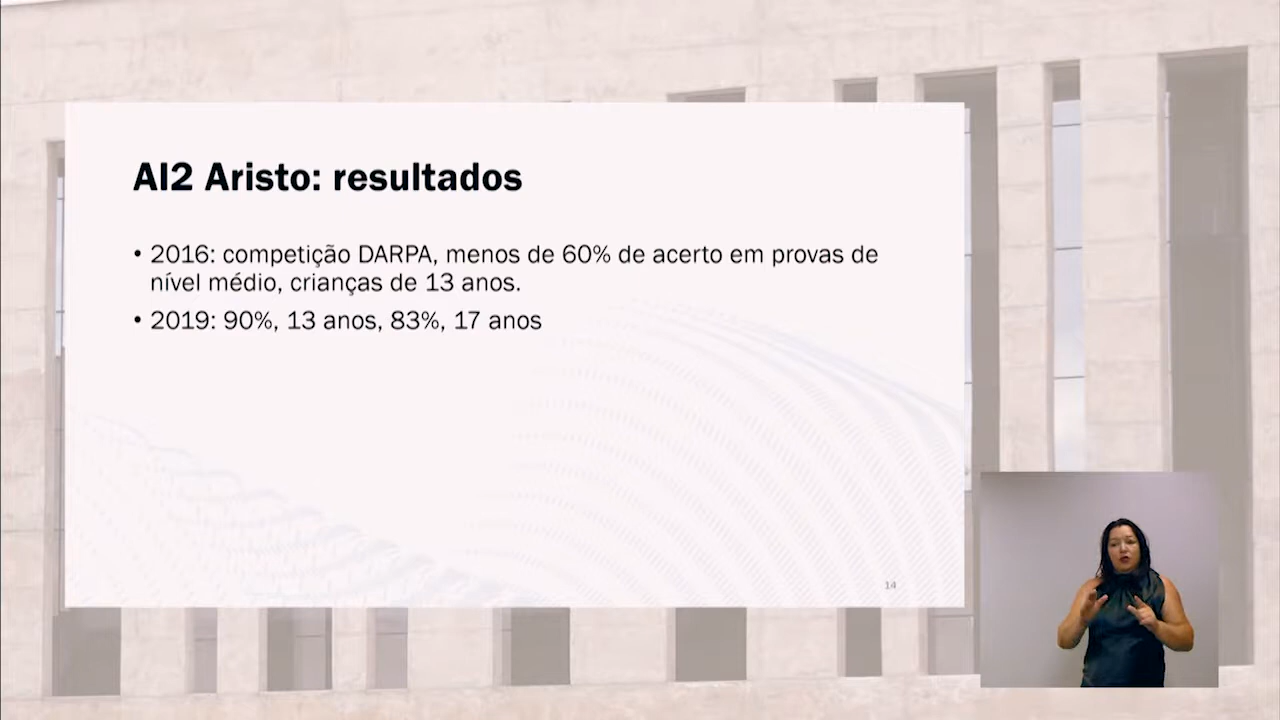 AI2 Aristo: resultados
• 2016: competição DARPA, menos de 60% de acerto em provas de
nível médio, crianças de 13 anos.
• 2019: 90%, 13 anos, 83%, 17 anos
14